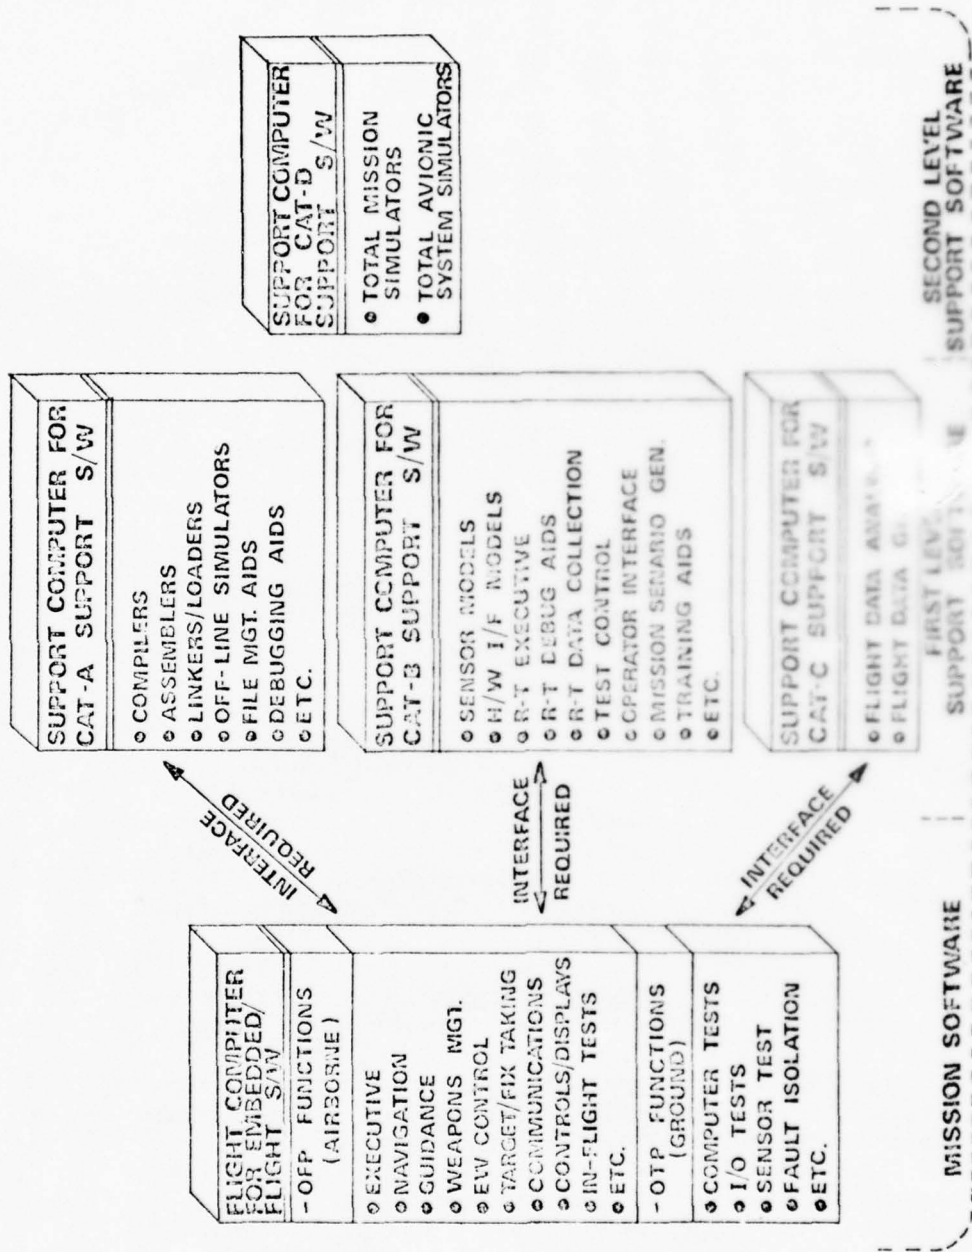 FLIGHT COMPUTER
FOR EMBEDDED/
FLIGHT S/W
- OFP FUNCTIONS
(AIRBORNE)
EXECUTIVE
NAVIGATION
GUIDANCE
WEAPONS MGT.
EW CONTROL
TARGET/FIX TAKING
COMMUNICATIONS
CONTROLS/DISPLAYS
IN-FLIGHT TESTS
ETC.
- OTP FUNCTIONS
(GROUND)
COMPUTER TESTS
I/O TESTS
SENSOR TEST
FAULT ISOLATION
ETC.
INTERFACE
REQUIRED
INTERFACE
REQUIRED
INTERFACE
REQUIRED
SUPPORT COMPUTER FOR
CAT-A SUPPORT S/W
COMPILERS
ASSEMBLERS
LINKERS/LOADERS
OFF-LINE SIMULATORS
FILE MGT. AIDS
DEBUGGING AIDS
ETC.
SUPPORT COMPUTER FOR
CAT-B SUPPORT S/W
SENSOR MODELS
H/W I/F MODELS
R-T EXECUTIVE
R-T DEBUG AIDS
R-T DATA COLLECTION
TEST CONTROL
OPERATOR INTERFACE
MISSION SENARIO GEN.
TRAINING AIDS
ETC.
SUPPORT COMPUTER FOR
CAT-C SUPPORT S/W
FLIGHT DATA
FLIGHT DATA
SUPPORT COMPUTER
FOR CAT-D
SUPPORT S/W
TOTAL MISSION
SIMULATORS
TOTAL AVIONIC
SYSTEM SIMULATORS
MISSION SOFTWARE
FIRST
SUPPORT
SECOND LEVEL
SUPPORT SOFTWARE